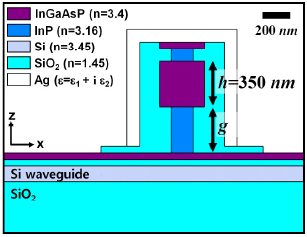 InGaAsP (n=3.4)
InP (n=3.16)
Si (n=3.45)
SiO₂ (n=1.45)
Ag (ε=ε₁ + i ε₂)
200 nm
h=350 nm
g
z
x
Si waveguide
SiO₂